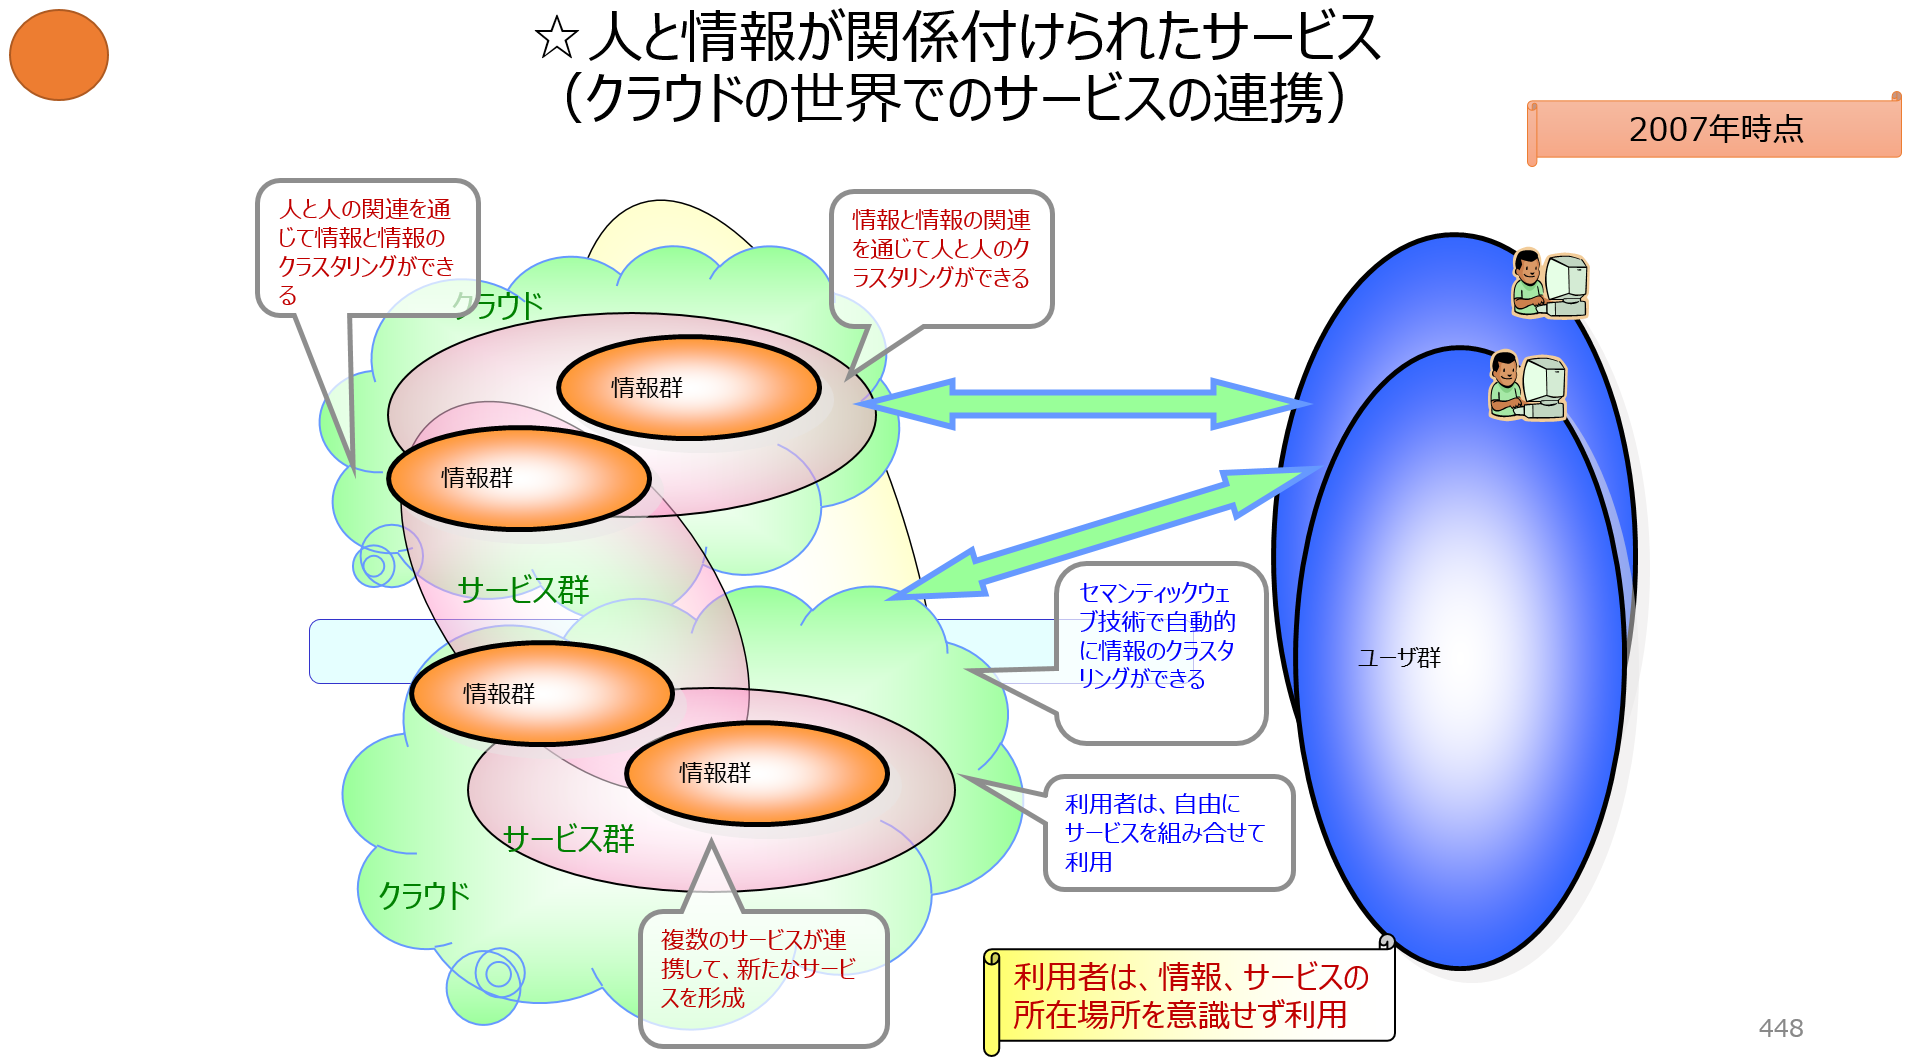 ☆人と情報が関係付けられたサービス
（クラウドの世界でのサービスの連携）
2007年時点
人と人の関連を通
じて情報と情報の
クラスタリングができ
る
情報と情報の関連
を通じて人と人のク
ラスタリングができる
クラウド
情報群
情報群
サービス群
セマンティックウェ
ブ技術で自動的
に情報のクラスタ
リングができる
ユーザ群
情報群
情報群
利用者は、自由に
サービスを組み合せて
利用
サービス群
クラウド
複数のサービスが連
携して、新たなサービ
スを形成
利用者は、情報、サービスの
所在場所を意識せず利用
448